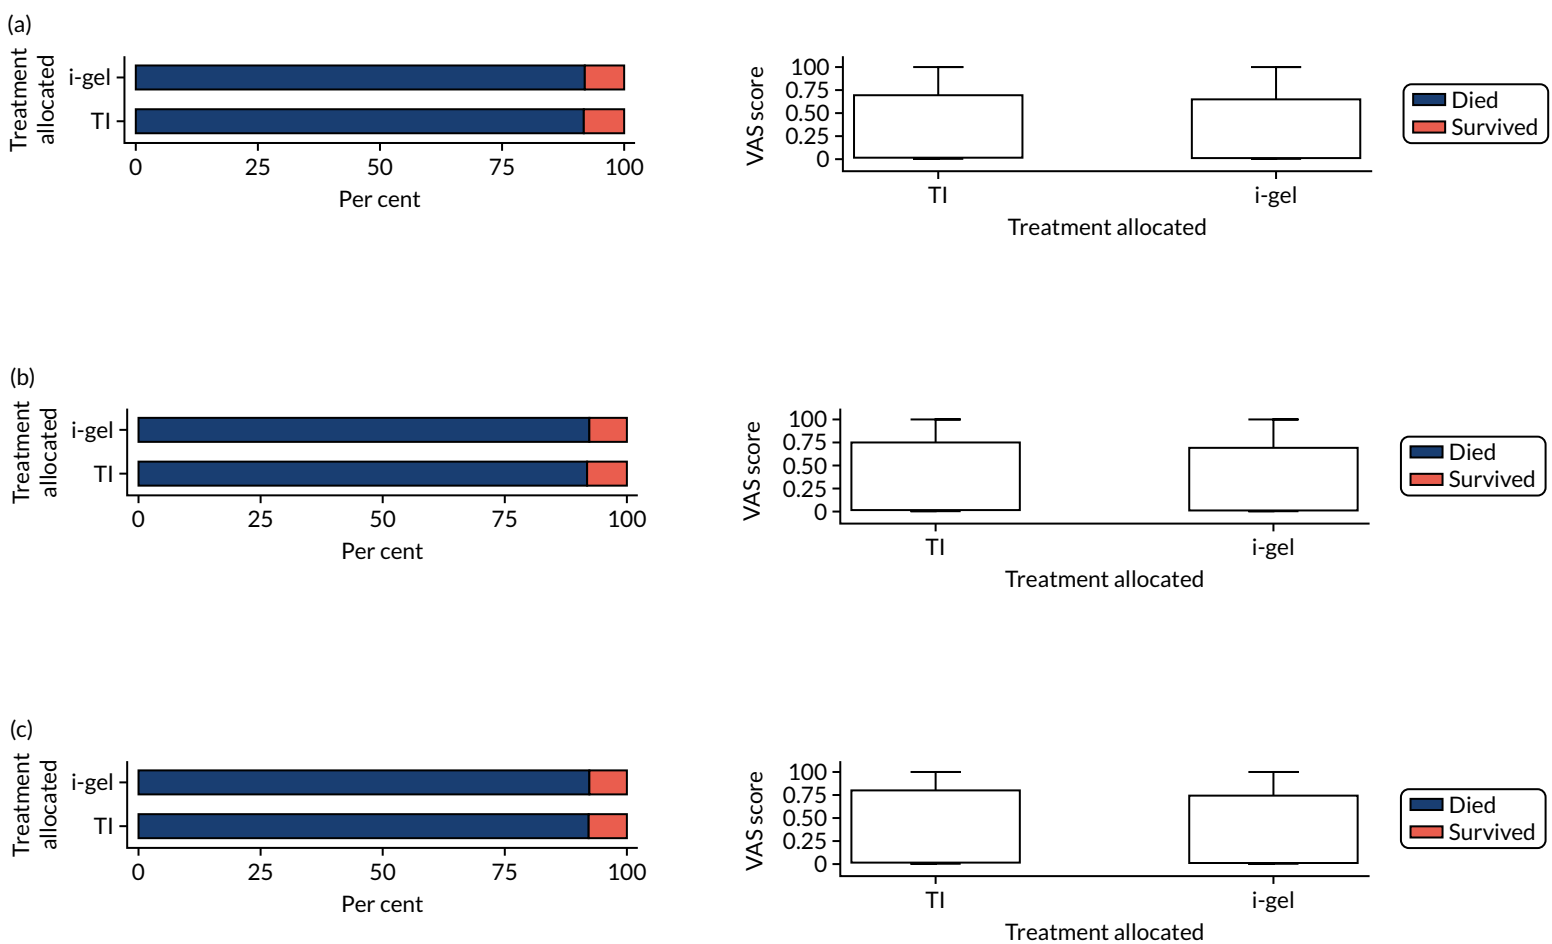 (a)
Treatment
allocated
i-gel
TI
0 25 50 75 100
Per cent
VAS score
100
0.75
0.50
0.25
0
TI i-gel
Treatment allocated
Died
Survived
(b)
Treatment
allocated
i-gel
TI
0 25 50 75 100
Per cent
VAS score
100
0.75
0.50
0.25
0
TI i-gel
Treatment allocated
Died
Survived
(c)
Treatment
allocated
i-gel
TI
0 25 50 75 100
Per cent
VAS score
100
0.75
0.50
0.25
0
TI i-gel
Treatment allocated
Died
Survived